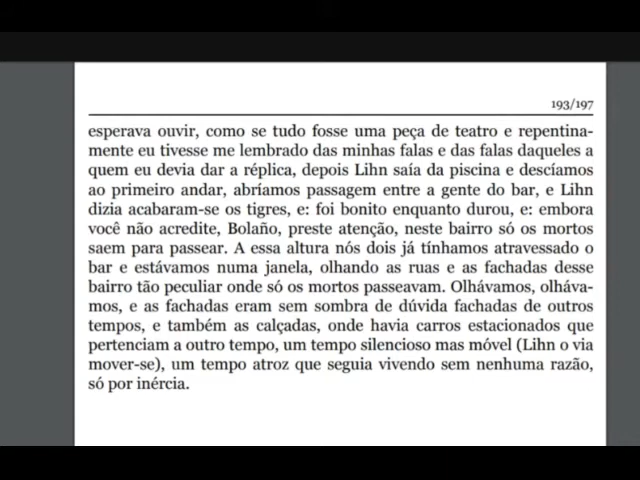 193/197
esperava ouvir, como se tudo fosse uma peça de teatro e repentina-
mente eu tivesse me lembrado das minhas falas e das falas daqueles a
quem eu devia dar a réplica, depois Lihn saía da piscina e descíamos
ao primeiro andar, abríamos passagem entre a gente do bar, e Lihn
dizia acabaram-se os tigres, e: foi bonito enquanto durou, e: embora
você não acredite, Bolaño, preste atenção, neste bairro só os mortos
saem para passear. A essa altura nós dois já tínhamos atravessado o
bar e estávamos numa janela, olhando as ruas e as fachadas desse
bairro tão peculiar onde só os mortos passeavam. Olhávamos, olháva-
mos, e as fachadas eram sem sombra de dúvida fachadas de outros
tempos, e também as calçadas, onde havia carros estacionados que
pertenciam a outro tempo, um tempo silencioso mas móvel (Lihn o via
mover-se), um tempo atroz que seguia vivendo sem nenhuma razão,
só por inércia.